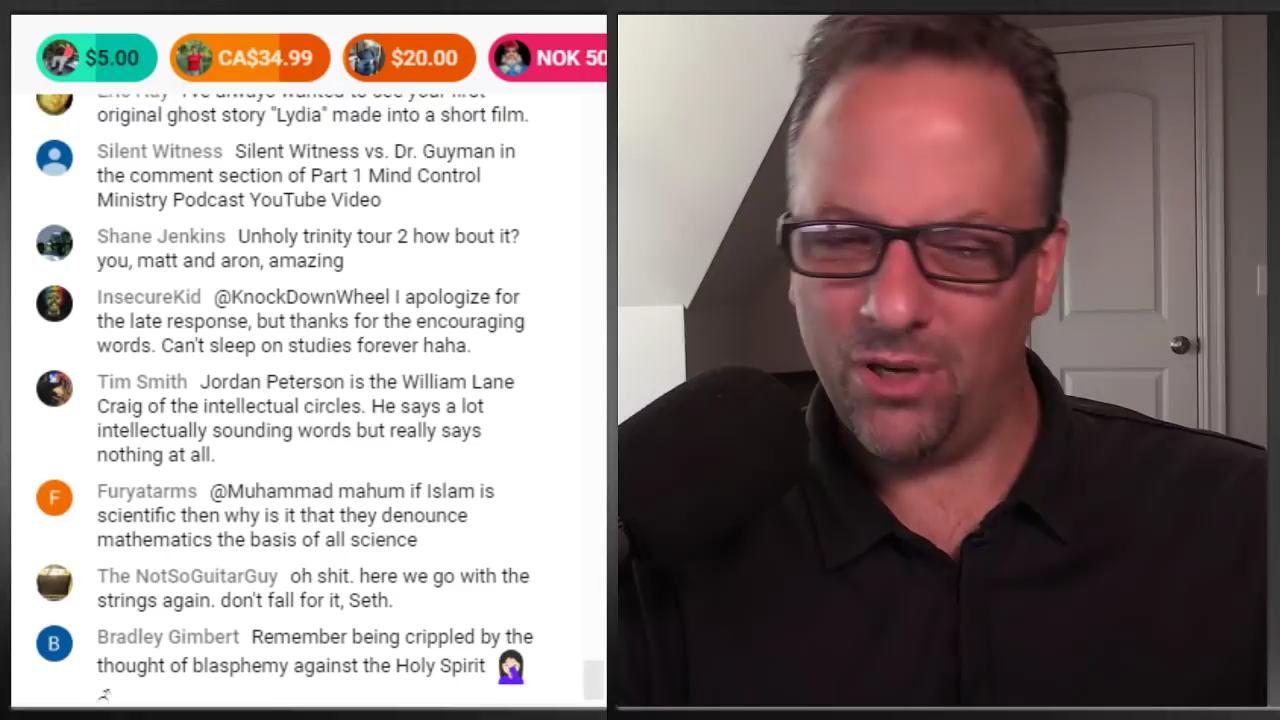 $5.00
CA$34.99
$20.00
NOK 50
original ghost story "Lydia" made into a short film.
Silent Witness Silent Witness vs. Dr. Guyman in
the comment section of Part 1 Mind Control
Ministry Podcast YouTube Video
Shane Jenkins Unholy trinity tour 2 how bout it?
you, matt and aron, amazing
InsecureKid @KnockDownWheel I apologize for
the late response, but thanks for the encouraging
words. Can't sleep on studies forever haha.
Tim Smith Jordan Peterson is the William Lane
Craig of the intellectual circles. He says a lot
intellectually sounding words but really says
nothing at all.
F
Furyatarms @Muhammad mahum if Islam is
scientific then why is it that they denounce
mathematics the basis of all science
The NotSoGuitarGuy oh shit. here we go with the
strings again. don't fall for it, Seth.
B
Bradley Gimbert Remember being crippled by the
thought of blasphemy against the Holy Spirit